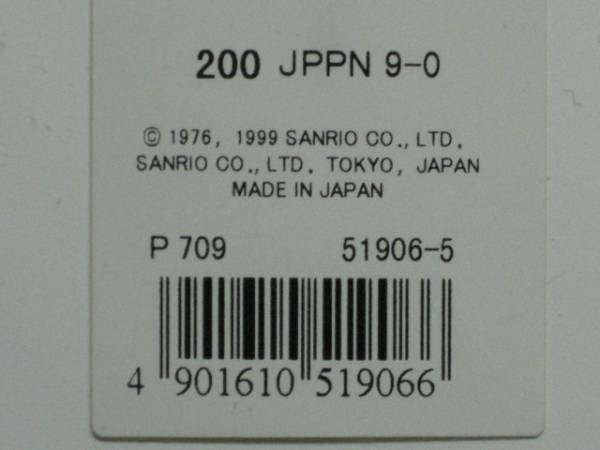 200 JPPN 9-0
© 1976, 1999 SANRIO CO., LTD.
SANRIO CO., LTD. TOKYO, JAPAN
MADE IN JAPAN
P 709 51906-5
4 901610 519066